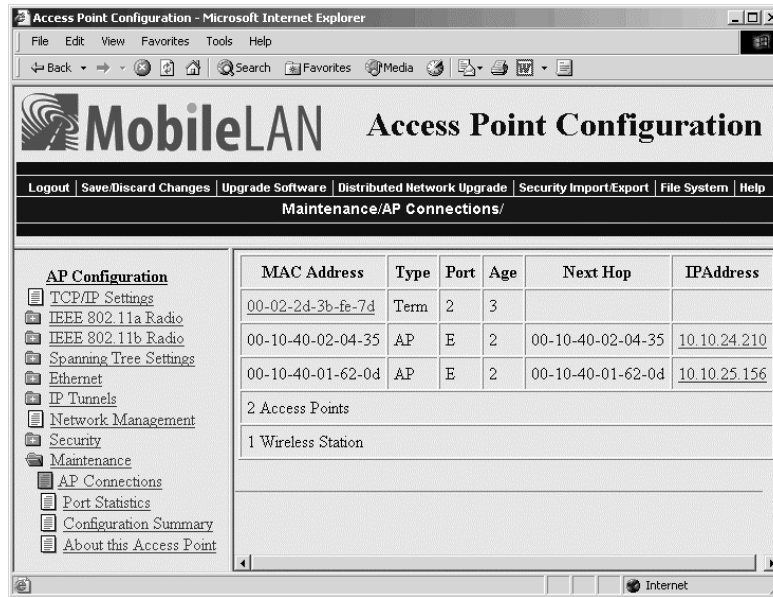 Access Point Configuration - Microsoft Internet Explorer
File Edit View Favorites Tools Help
Back Search Favorites Media
MobileLAN Access Point Configuration
Logout | Save/Discard Changes | Upgrade Software | Distributed Network Upgrade | Security Import/Export | File System | Help
Maintenance/AP Connections/
AP Configuration
TCP/IP Settings
IEEE 802.11a Radio
IEEE 802.11b Radio
Spanning Tree Settings
Ethernet
IP Tunnels
Network Management
Security
Maintenance
AP Connections
Port Statistics
Configuration Summary
About this Access Point
MAC Address Type Port Age Next Hop IPAddress
00-02-2d-3b-fe-7d Term 2 3
00-10-40-02-04-35 AP E 2 00-10-40-02-04-35 10.10.24.210
00-10-40-01-62-0d AP E 2 00-10-40-01-62-0d 10.10.25.156
2 Access Points
1 Wireless Station
Internet